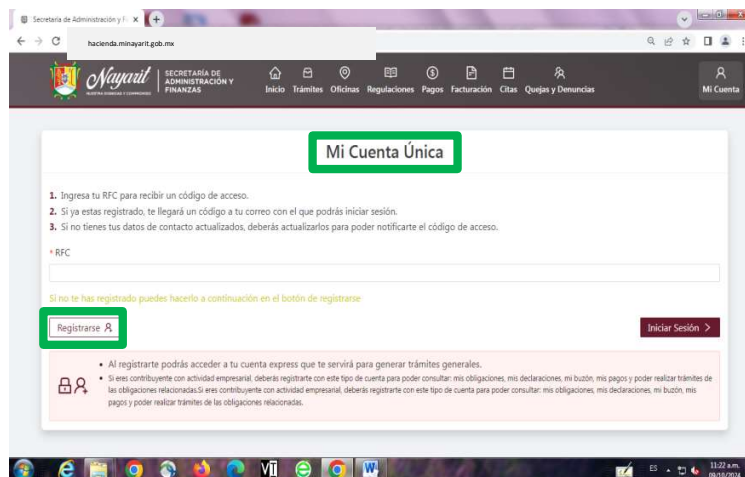 Secretaría de Administración y F
hacienda.minayarit.gob.mx
Nayarit
SECRETARÍA DE
ADMINISTRACIÓN Y
FINANZAS
Inicio Trámites Oficinas Regulaciones Pagos Facturación Citas Quejas y Denuncias
Mi Cuenta
Mi Cuenta Única
1. Ingresa tu RFC para recibir un código de acceso.
2. Si ya estas registrado, te llegará un código a tu correo con el que podrás iniciar sesión.
3. Si no tienes tus datos de contacto actualizados, deberás actualizarlos para poder notificarte el código de acceso.
* RFC
Si no te has registrado puedes hacerlo a continuación en el botón de registrarse
Registrarse
Iniciar Sesión >
• Al registrarte podrás acceder a tu cuenta express que te servirá para generar trámites generales.
• Si eres contribuyente con actividad empresarial, deberás registrarte con este tipo de cuenta para poder consultar: mis obligaciones, mis declaraciones, mi buzón, mis pagos y poder realizar trámites de
las obligaciones relacionadas.Si eres contribuyente con actividad empresarial, deberás registrarte con este tipo de cuenta para poder consultar: mis obligaciones, mis declaraciones, mi buzón, mis
pagos y poder realizar trámites de las obligaciones relacionadas.
ES
11:22 a.m.
09/10/2024